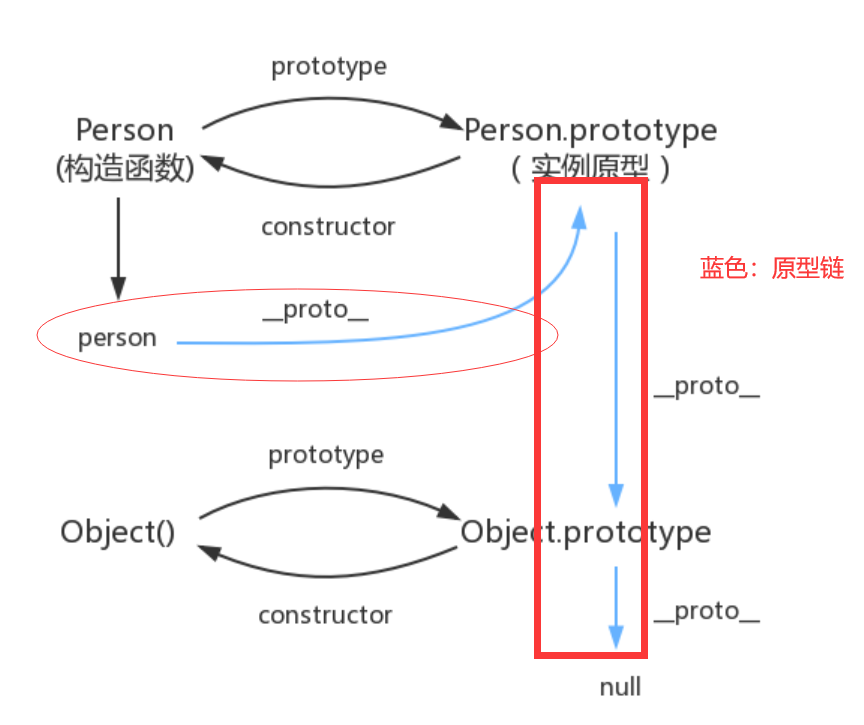 prototype
Person
(构造函数)
Person.prototype
（实例原型）
constructor
蓝色：原型链
__proto__
person
__proto__
prototype
Object()
Object.prototype
constructor
__proto__
null